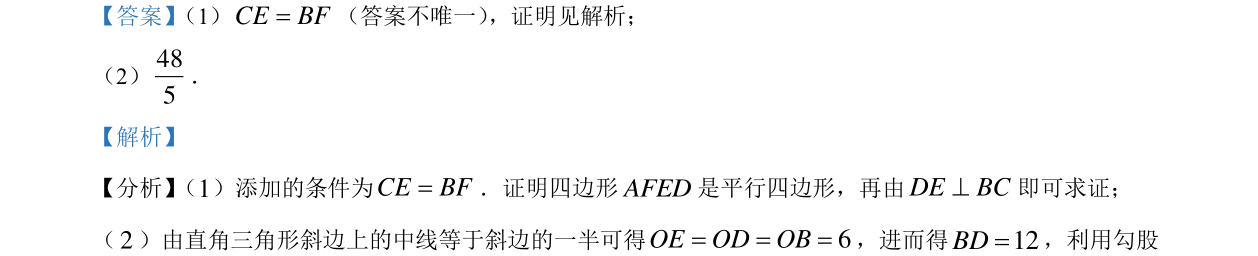 【答案】（1）CE = BF（答案不唯一），证明见解析；
（2）48/5．
【解析】
【分析】（1）添加的条件为CE = BF．证明四边形AFED是平行四边形，再由DE ⊥ BC即可求证；
（2）由直角三角形斜边上的中线等于斜边的一半可得OE = OD = OB = 6，进而得BD = 12，利用勾股